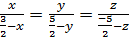 x/(3/2 − x) = y/(5/2 − y) = z/(−5/2 − z)